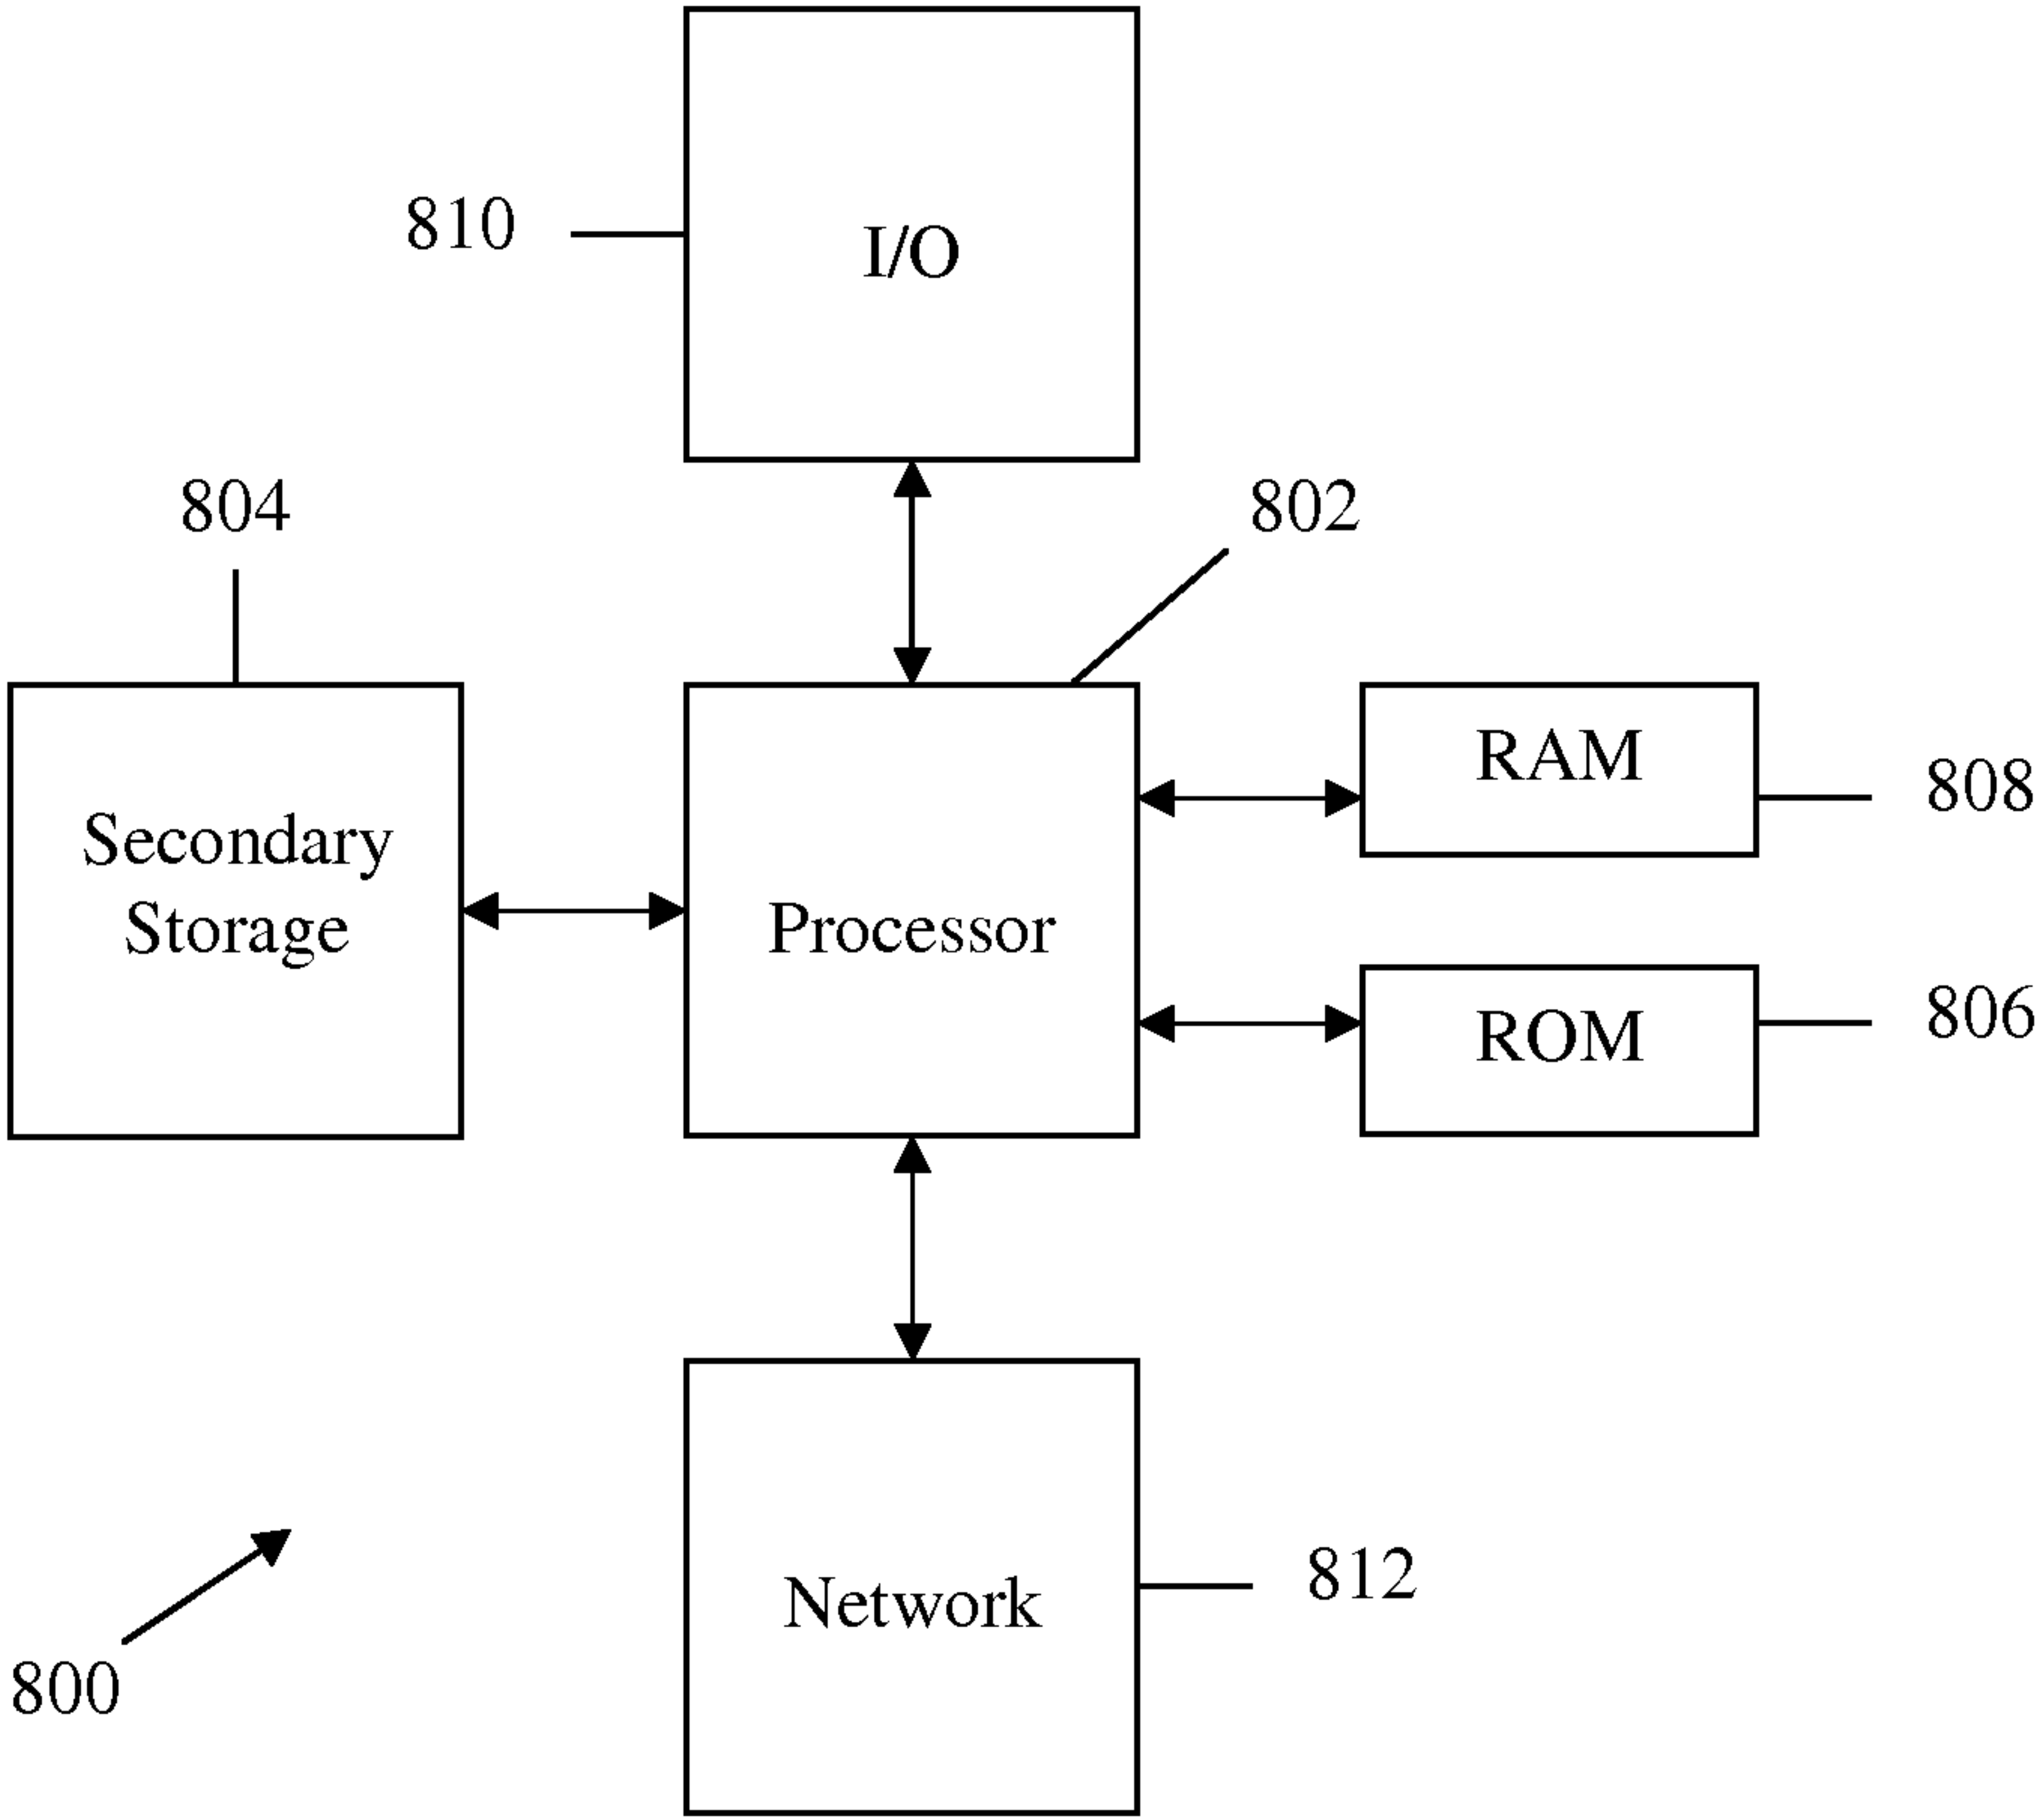 810
I/O
804
802
Secondary
Storage
Processor
RAM
808
ROM
806
Network
812
800